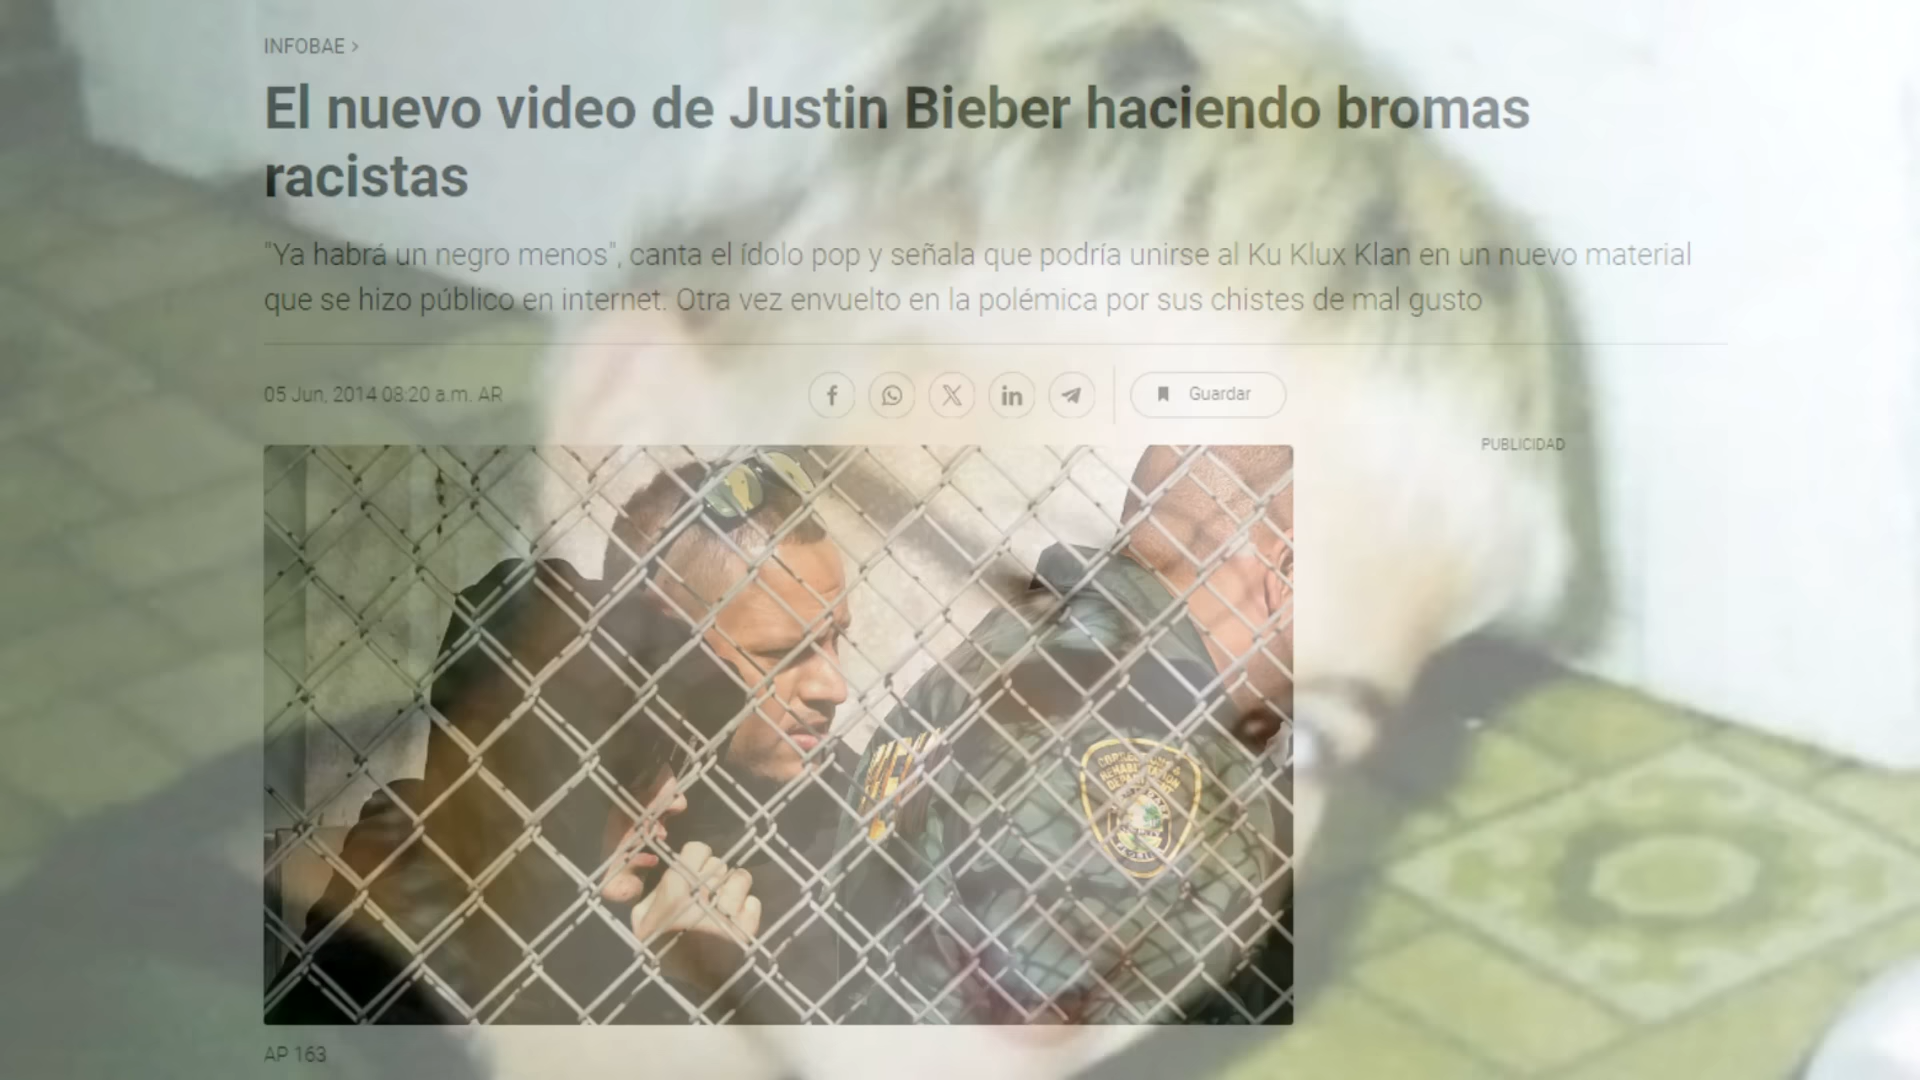 INFOBAE >
El nuevo video de Justin Bieber haciendo bromas
racistas
"Ya habrá un negro menos", canta el ídolo pop y señala que podría unirse al Ku Klux Klan en un nuevo material
que se hizo público en internet. Otra vez envuelto en la polémica por sus chistes de mal gusto
05 Jun, 2014 08:20 a.m. AR
Guardar
PUBLICIDAD
AP 163